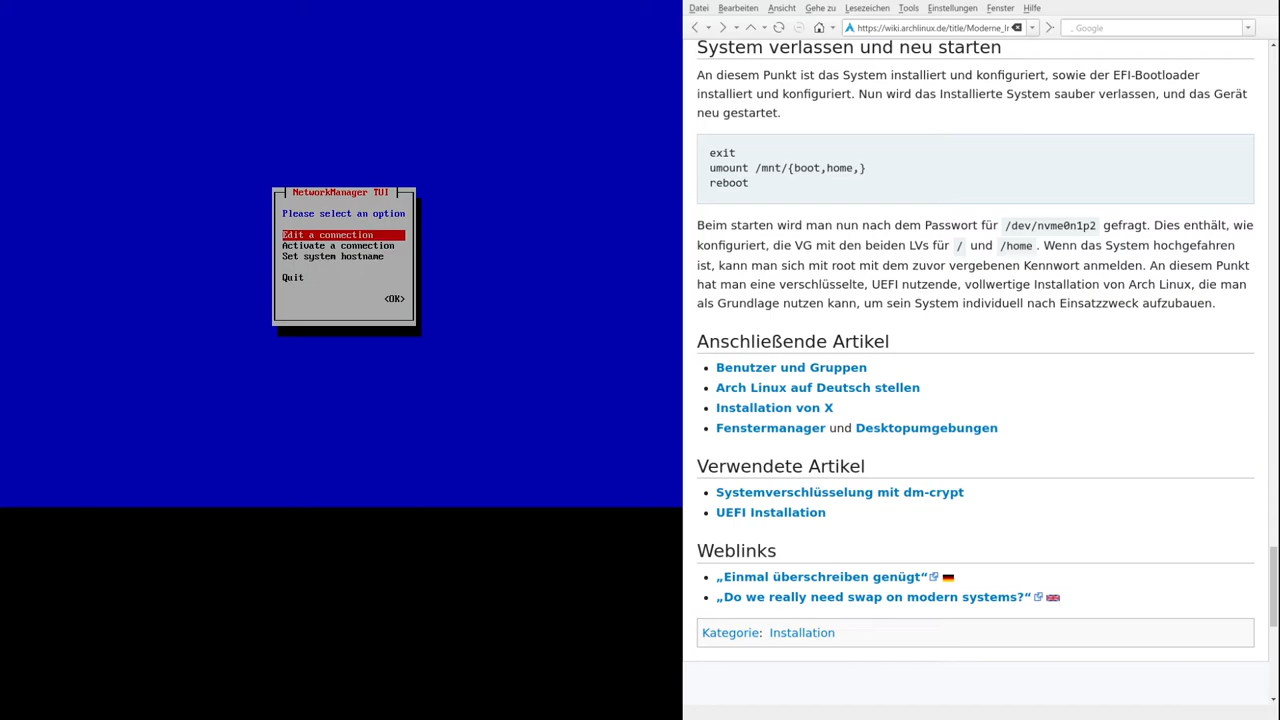 NetworkManager TUI
Please select an option
Edit a connection
Activate a connection
Set system hostname
Quit
<OK>
Datei Bearbeiten Ansicht Gehe zu Lesezeichen Tools Einstellungen Fenster Hilfe
https://wiki.archlinux.de/title/Moderne_I
Google
System verlassen und neu starten
An diesem Punkt ist das System installiert und konfiguriert, sowie der EFI-Bootloader
installiert und konfiguriert. Nun wird das Installierte System sauber verlassen, und das Gerät
neu gestartet.
exit
umount /mnt/{boot,home,}
reboot
Beim starten wird man nun nach dem Passwort für /dev/nvme0n1p2 gefragt. Dies enthält, wie
konfiguriert, die VG mit den beiden LVs für / und /home. Wenn das System hochgefahren
ist, kann man sich mit root mit dem zuvor vergebenen Kennwort anmelden. An diesem Punkt
hat man eine verschlüsselte, UEFI nutzende, vollwertige Installation von Arch Linux, die man
als Grundlage nutzen kann, um sein System individuell nach Einsatzzweck aufzubauen.
Anschließende Artikel
• Benutzer und Gruppen
• Arch Linux auf Deutsch stellen
• Installation von X
• Fenstermanager und Desktopumgebungen
Verwendete Artikel
• Systemverschlüsselung mit dm-crypt
• UEFI Installation
Weblinks
• „Einmal überschreiben genügt“
• „Do we really need swap on modern systems?“
Kategorie: Installation